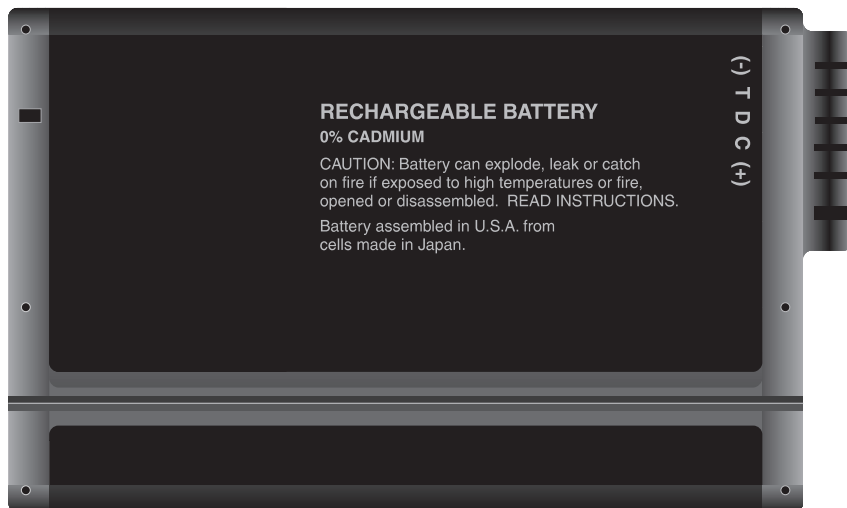 RECHARGEABLE BATTERY
0% CADMIUM
CAUTION: Battery can explode, leak or catch
on fire if exposed to high temperatures or fire,
opened or disassembled. READ INSTRUCTIONS.
Battery assembled in U.S.A. from
cells made in Japan.
(-) T D C (+)